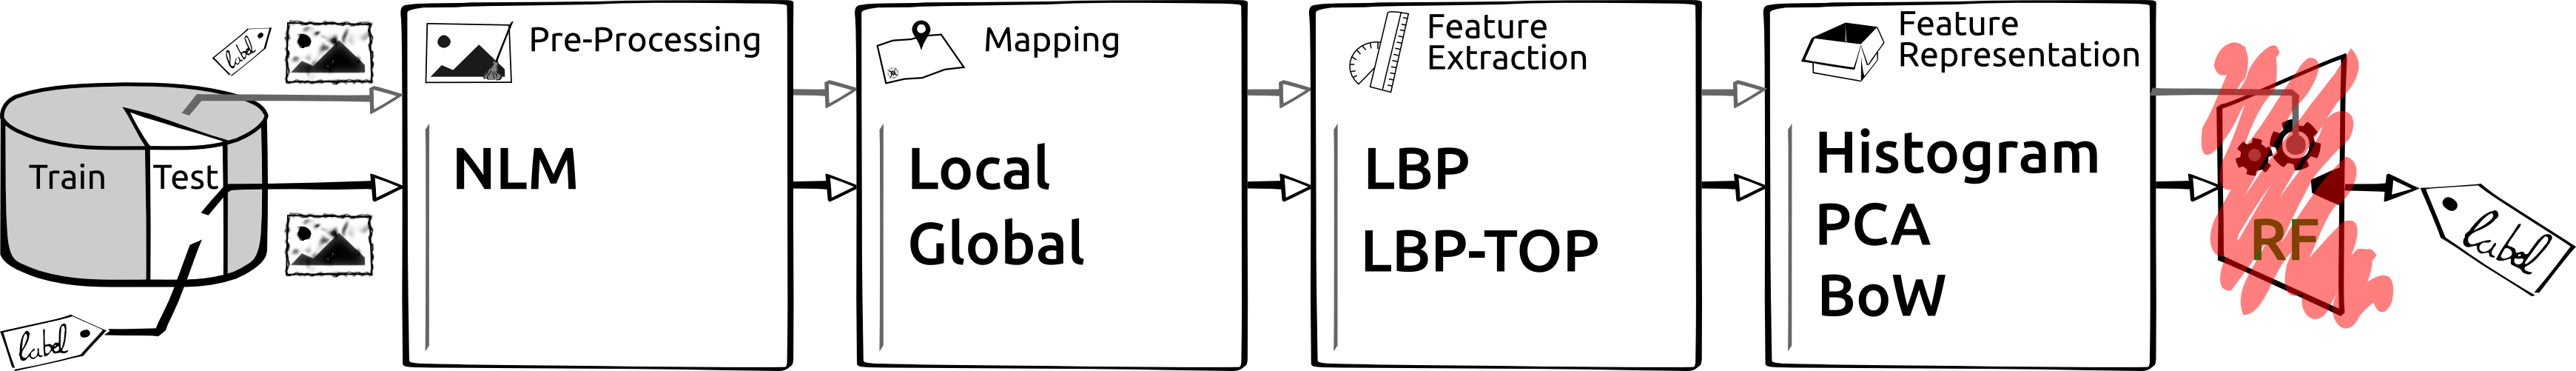 label
Train
Test
label
Pre-Processing
NLM
Mapping
Local
Global
Feature
Extraction
LBP
LBP-TOP
Feature
Representation
Histogram
PCA
BoW
RF
label